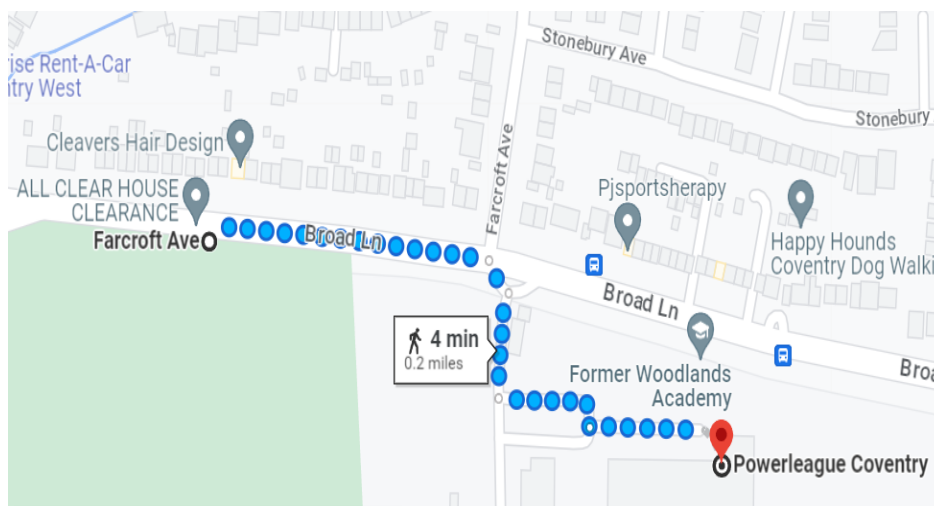 Stonebury Ave
ise Rent-A-Car
ntry West
Stonebury
Cleavers Hair Design
Farcroft Ave
ALL CLEAR HOUSE
CLEARANCE
Pjsportsherapy
Farcroft Ave
Broad Ln
Happy Hounds
Coventry Dog Walki
Broad Ln
4 min
0.2 miles
Former Woodlands
Academy
Broa
Powerleague Coventry